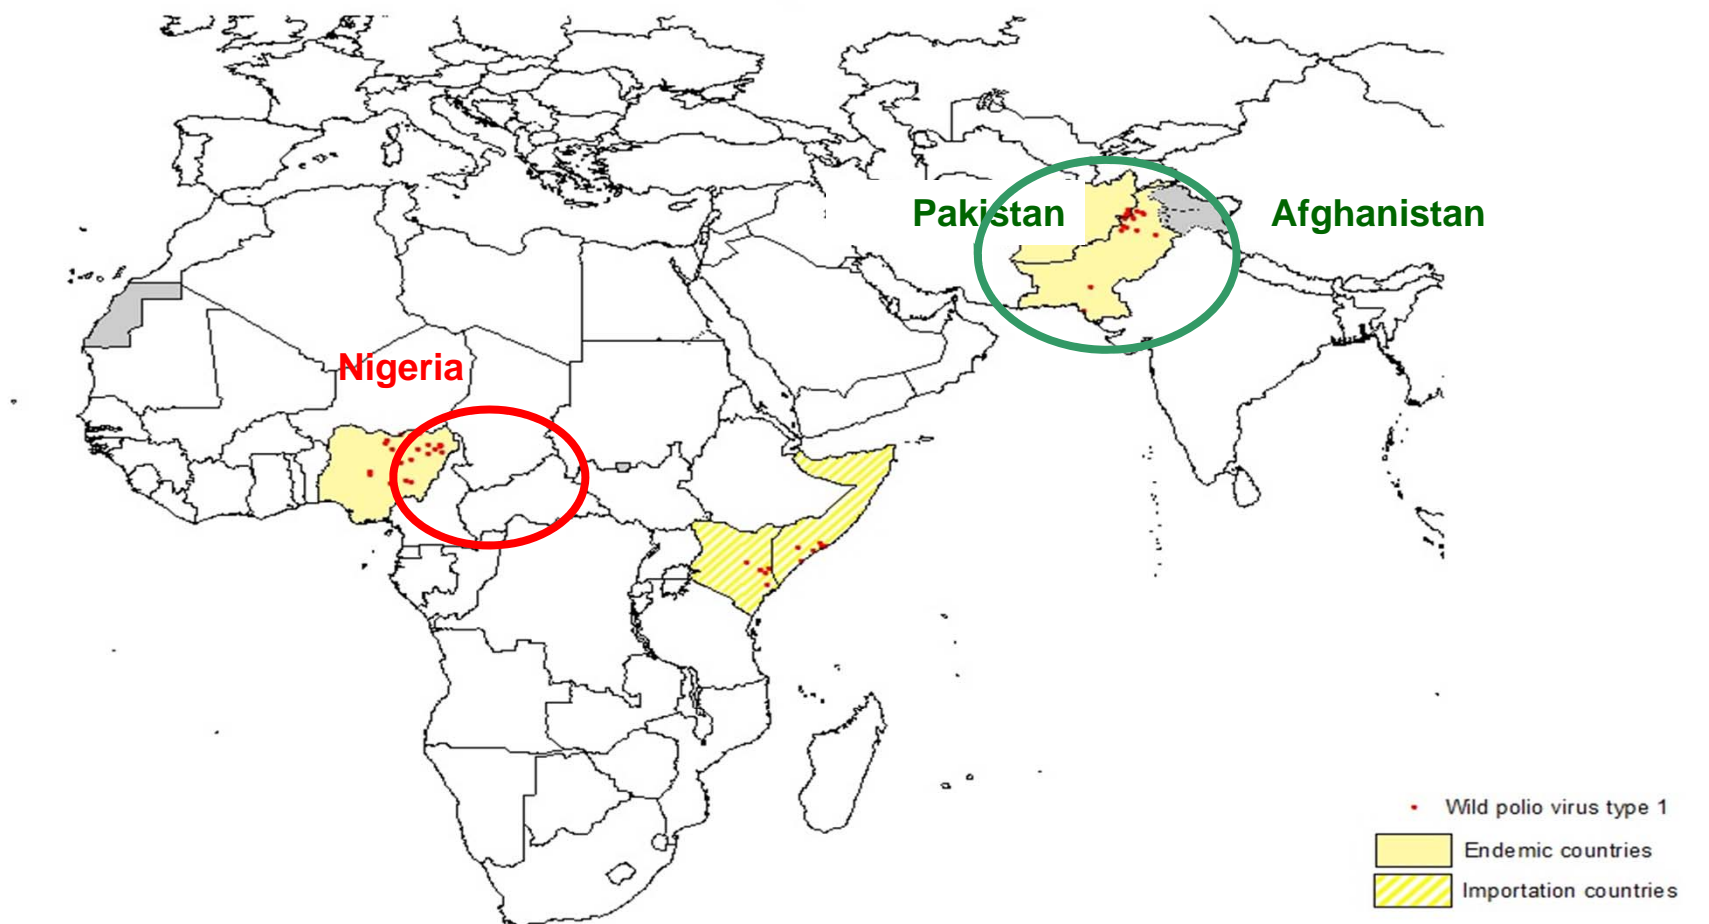 Pakistan
Afghanistan
Nigeria
Wild polio virus type 1
Endemic countries
Importation countries